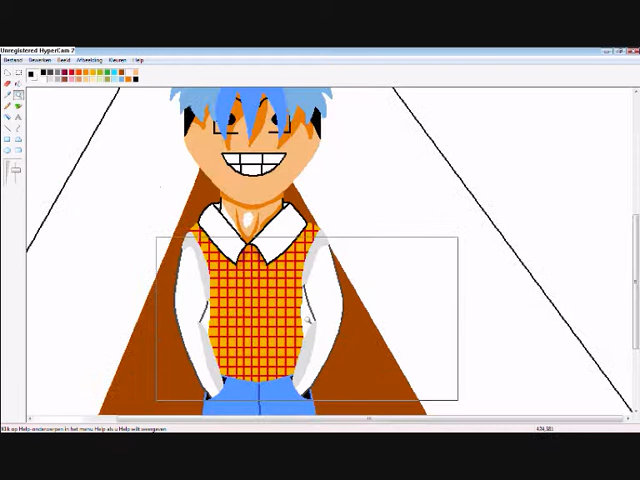 Unregistered HyperCam 2
Bestand Bewerken Beeld Afbeelding Kleuren Help
Klik op Help-onderwerpen in het menu Help als u Help wilt weergeven.